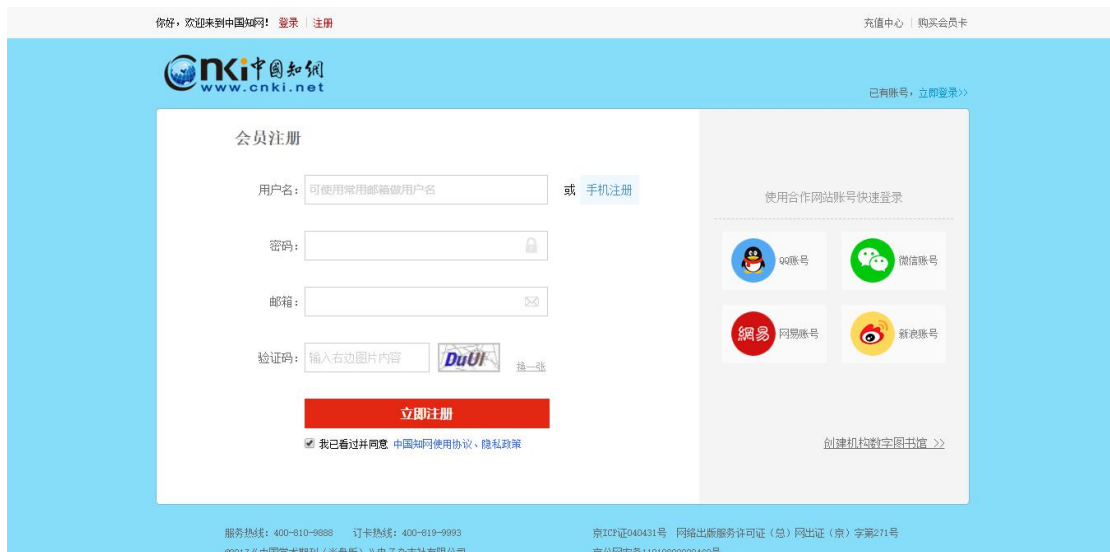 你好，欢迎来到中国知网！ 登录 | 注册
充值中心 | 购买会员卡
Cnki中國知網
www.cnki.net
已有账号，立即登录>>
会员注册
用户名： 可使用常用邮箱做用户名 或 手机注册
密码：
邮箱：
验证码： 输入右边图片内容 DuUf 换一张
立即注册
我已看过并同意 中国知网使用协议、隐私政策
使用合作网站账号快速登录
QQ账号
微信账号
網易 网易账号
新浪账号
创建机构数字图书馆 >>
服务热线：400-810-9888 订卡热线：400-819-9993
京ICP证040431号 网络出版服务许可证（总）网出证（京）字第271号